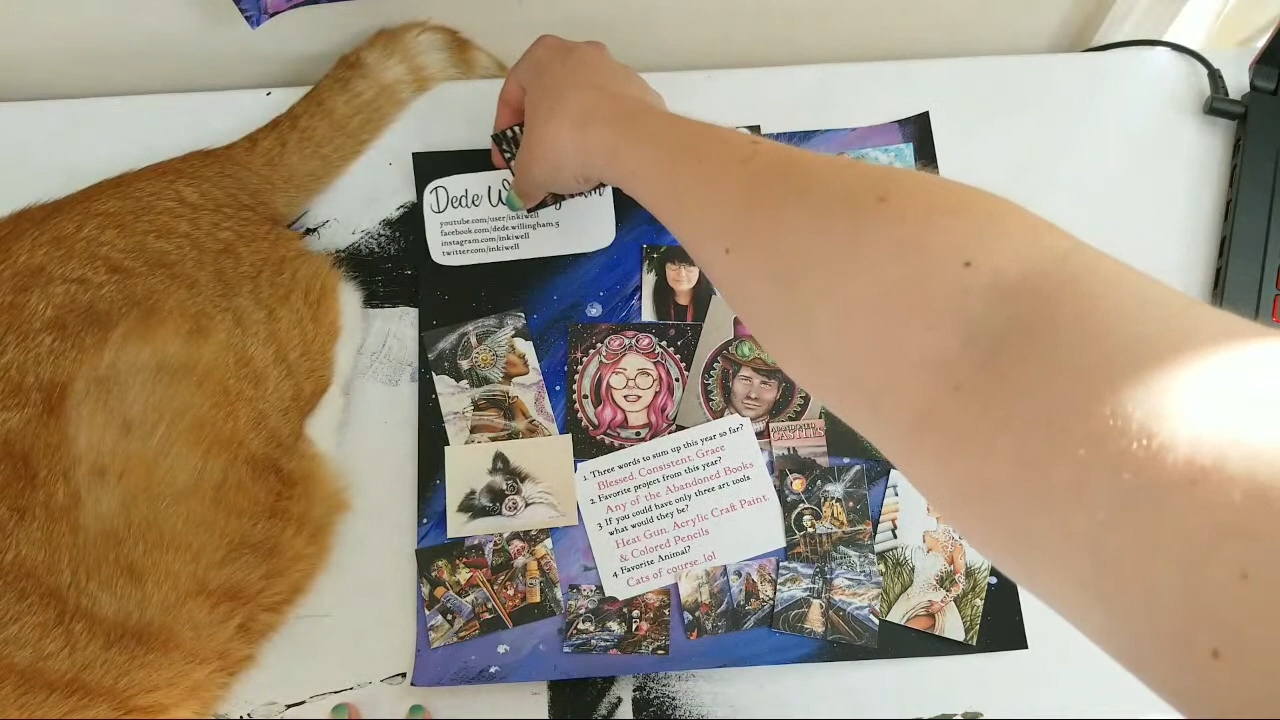 Dede
youtube.com/user/inkiwell
facebook.com/dede.willingham.5
instagram.com/inkiwell
twitter.com/inkiwell
ABANDONED
CASTLES
1. Three words to sum up this year so far?
Blessed, Consistent, Grace
2. Favorite project from this year?
Any of the Abandoned Books
3 If you could have only three art tools,
what would they be?
Heat Gun, Acrylic Craft Paint,
& Colored Pencils
4. Favorite Animal?
Cats of course..lol